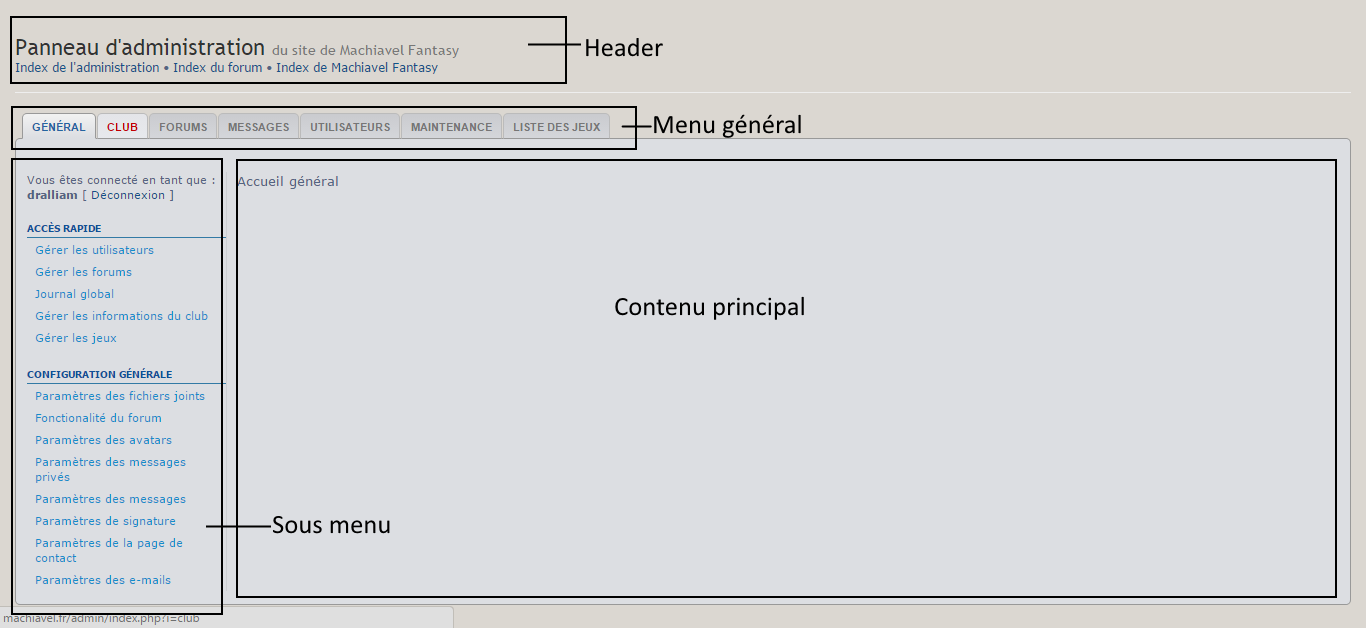 Panneau d'administration du site de Machiavel Fantasy
Index de l'administration • Index du forum • Index de Machiavel Fantasy
Header
GÉNÉRAL CLUB FORUMS MESSAGES UTILISATEURS MAINTENANCE LISTE DES JEUX
Menu général
Vous êtes connecté en tant que :
dralliam [ Déconnexion ]
ACCÈS RAPIDE
Gérer les utilisateurs
Gérer les forums
Journal global
Gérer les informations du club
Gérer les jeux
CONFIGURATION GÉNÉRALE
Paramètres des fichiers joints
Fonctionalité du forum
Paramètres des avatars
Paramètres des messages
privés
Paramètres des messages
Paramètres de signature
Paramètres de la page de
contact
Paramètres des e-mails
Sous menu
Accueil général
Contenu principal
machiavel.fr/admin/index.php?i=club